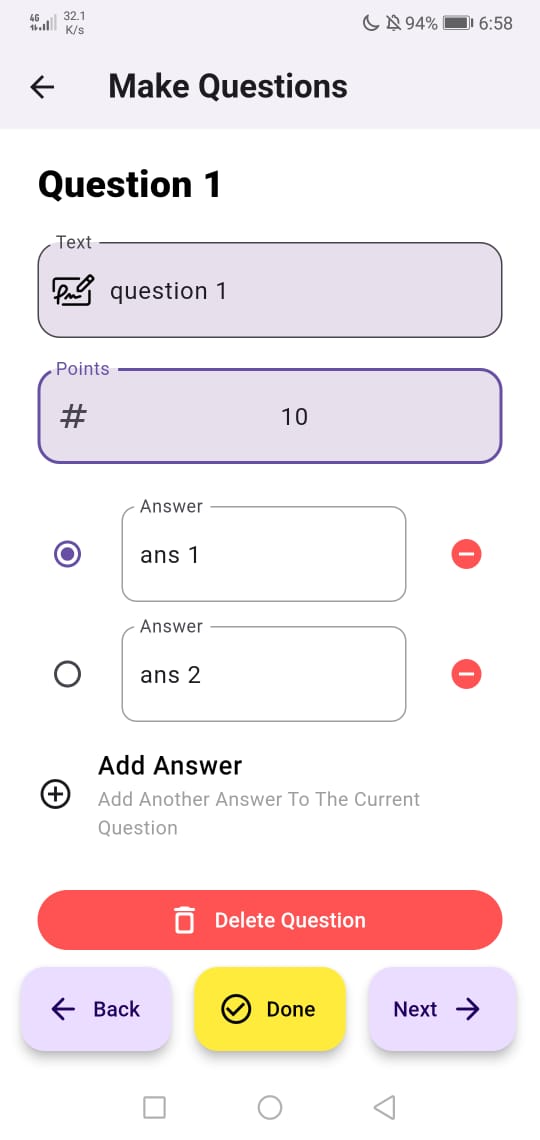 4G 32.1 K/s 94% 6:58
Make Questions
Question 1
Text
question 1
Points
# 10
Answer
ans 1
Answer
ans 2
Add Answer
Add Another Answer To The Current
Question
Delete Question
Back Done Next